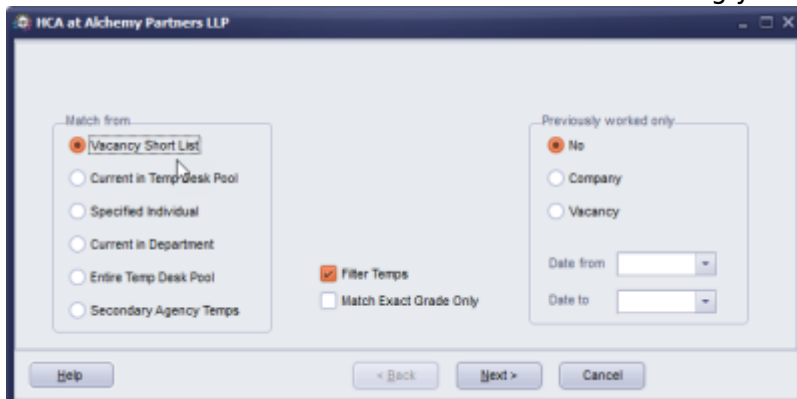 HCA at Alchemy Partners LLP
Match from
Vacancy Short List
Current in Temp Desk Pool
Specified Individual
Current in Department
Entire Temp Desk Pool
Secondary Agency Temps
Filter Temps
Match Exact Grade Only
Previously worked only
No
Company
Vacancy
Date from
Date to
Help
< Back
Next >
Cancel